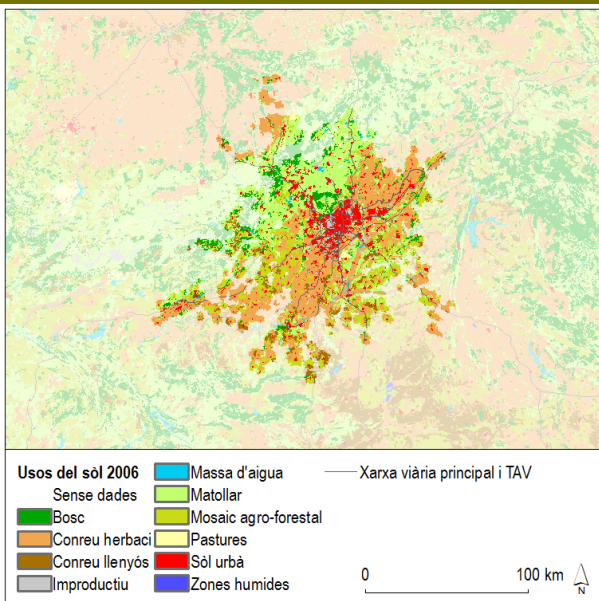 Usos del sòl 2006
Sense dades
Bosc
Conreu herbaci
Conreu llenyós
Improductiu
Massa d'aigua
Matollar
Mosaic agro-forestal
Pastures
Sòl urbà
Zones humides
Xarxa viària principal i TAV
0 100 km
N